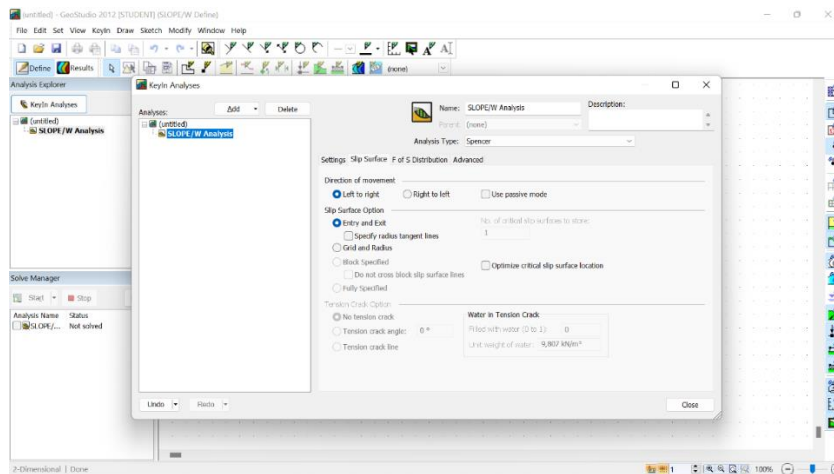 (untitled) - GeoStudio 2012 [STUDENT] (SLOPE/W Define)
File Edit Set View KeyIn Draw Sketch Modify Window Help
Define Results (none)
Analysis Explorer
KeyIn Analyses
(untitled)
SLOPE/W Analysis
KeyIn Analyses
Analyses: Add Delete
(untitled)
SLOPE/W Analysis
Name: SLOPE/W Analysis Description:
Parent: (none)
Analysis Type: Spencer
Settings Slip Surface F of S Distribution Advanced
Direction of movement
Left to right Right to left Use passive mode
Slip Surface Option
Entry and Exit No. of critical slip surfaces to store:
Specify radius tangent lines 1
Grid and Radius
Block Specified Optimize critical slip surface location
Do not cross block slip surface lines
Fully Specified
Tension Crack Option
No tension crack Water in Tension Crack
Tension crack angle: 0 ° Filled with water (0 to 1): 0
Tension crack line Unit weight of water: 9,807 kN/m³
Undo Redo Close
Solve Manager
Start Stop
Analysis Name Status
SLOPE/... Not solved
2-Dimensional Done
1 100%